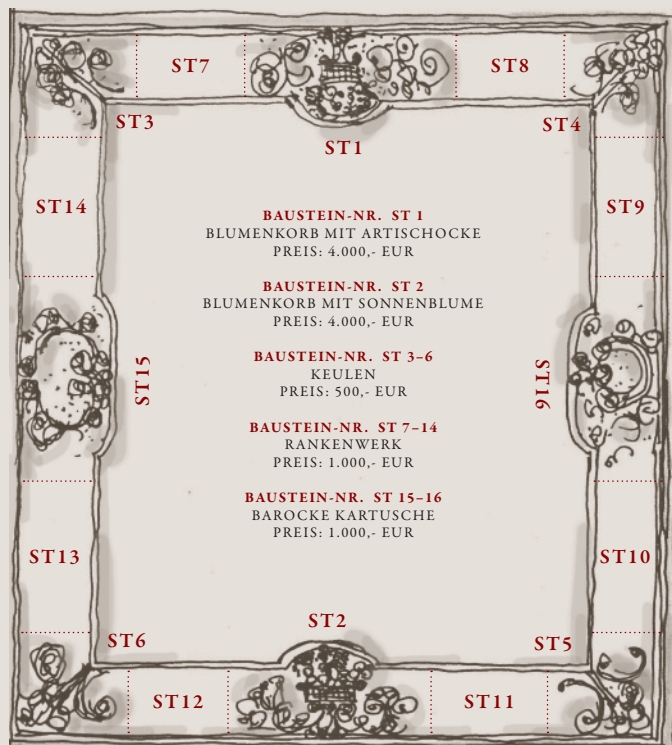 ST7
ST8
ST3
ST4
ST1
ST14
ST9
BAUSTEIN-NR. ST 1
BLUMENKORB MIT ARTISCHOCKE
PREIS: 4.000,- EUR
BAUSTEIN-NR. ST 2
BLUMENKORB MIT SONNENBLUME
PREIS: 4.000,- EUR
BAUSTEIN-NR. ST 3–6
KEULEN
PREIS: 500,- EUR
ST15
ST16
BAUSTEIN-NR. ST 7–14
RANKENWERK
PREIS: 1.000,- EUR
BAUSTEIN-NR. ST 15–16
BAROCKE KARTUSCHE
PREIS: 1.000,- EUR
ST13
ST10
ST6
ST2
ST5
ST12
ST11